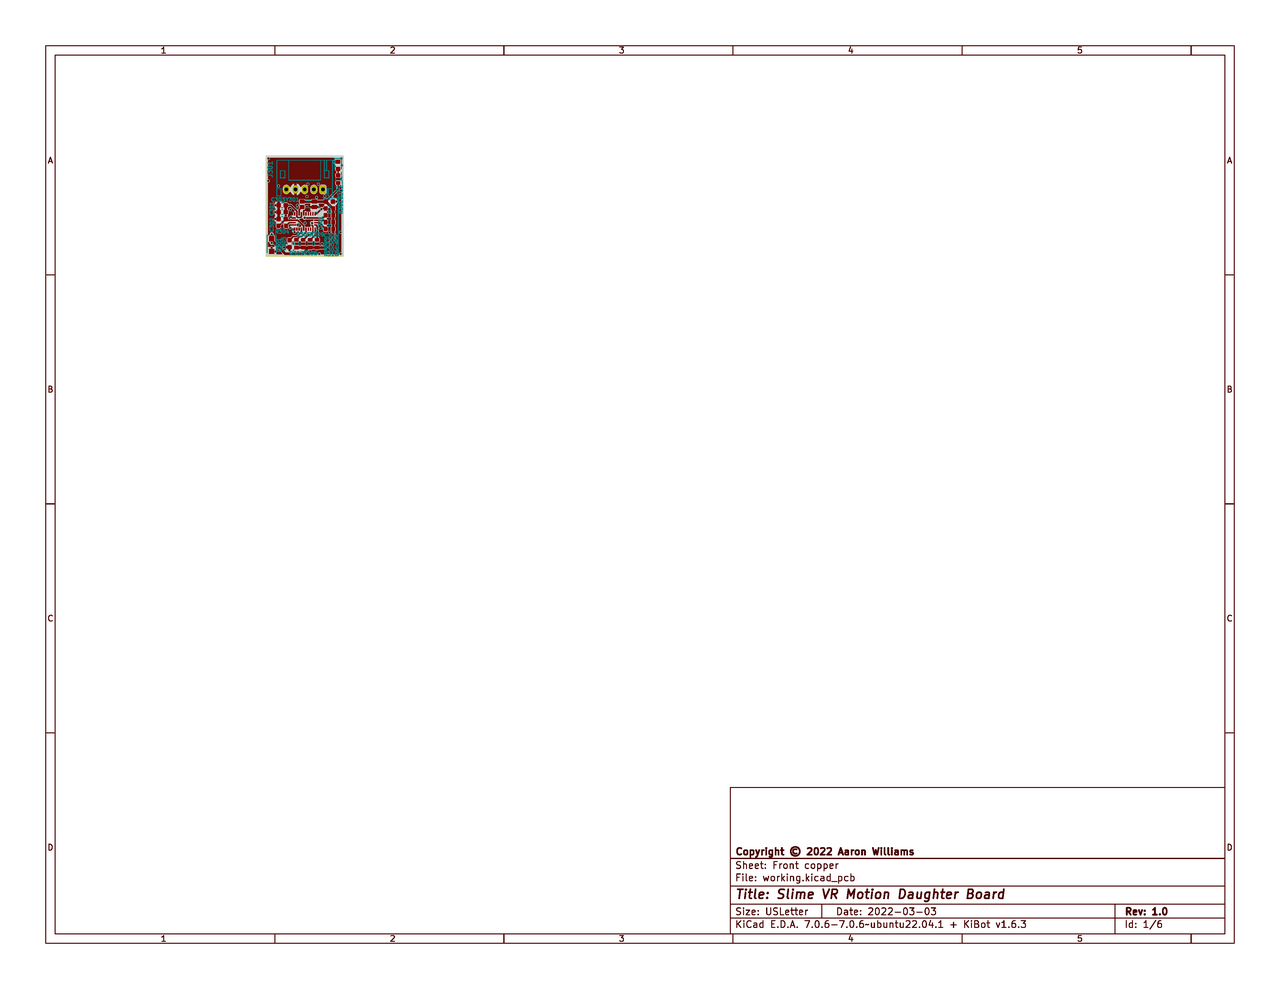 1 2 3 4 5
A A
B B
C C
D D
Copyright © 2022 Aaron Williams
Sheet: Front copper
File: working.kicad_pcb
Title: Slime VR Motion Daughter Board
Size: USLetter Date: 2022-03-03 Rev: 1.0
KiCad E.D.A. 7.0.6-7.0.6~ubuntu22.04.1 + KiBot v1.6.3 Id: 1/6
1 2 3 4 5